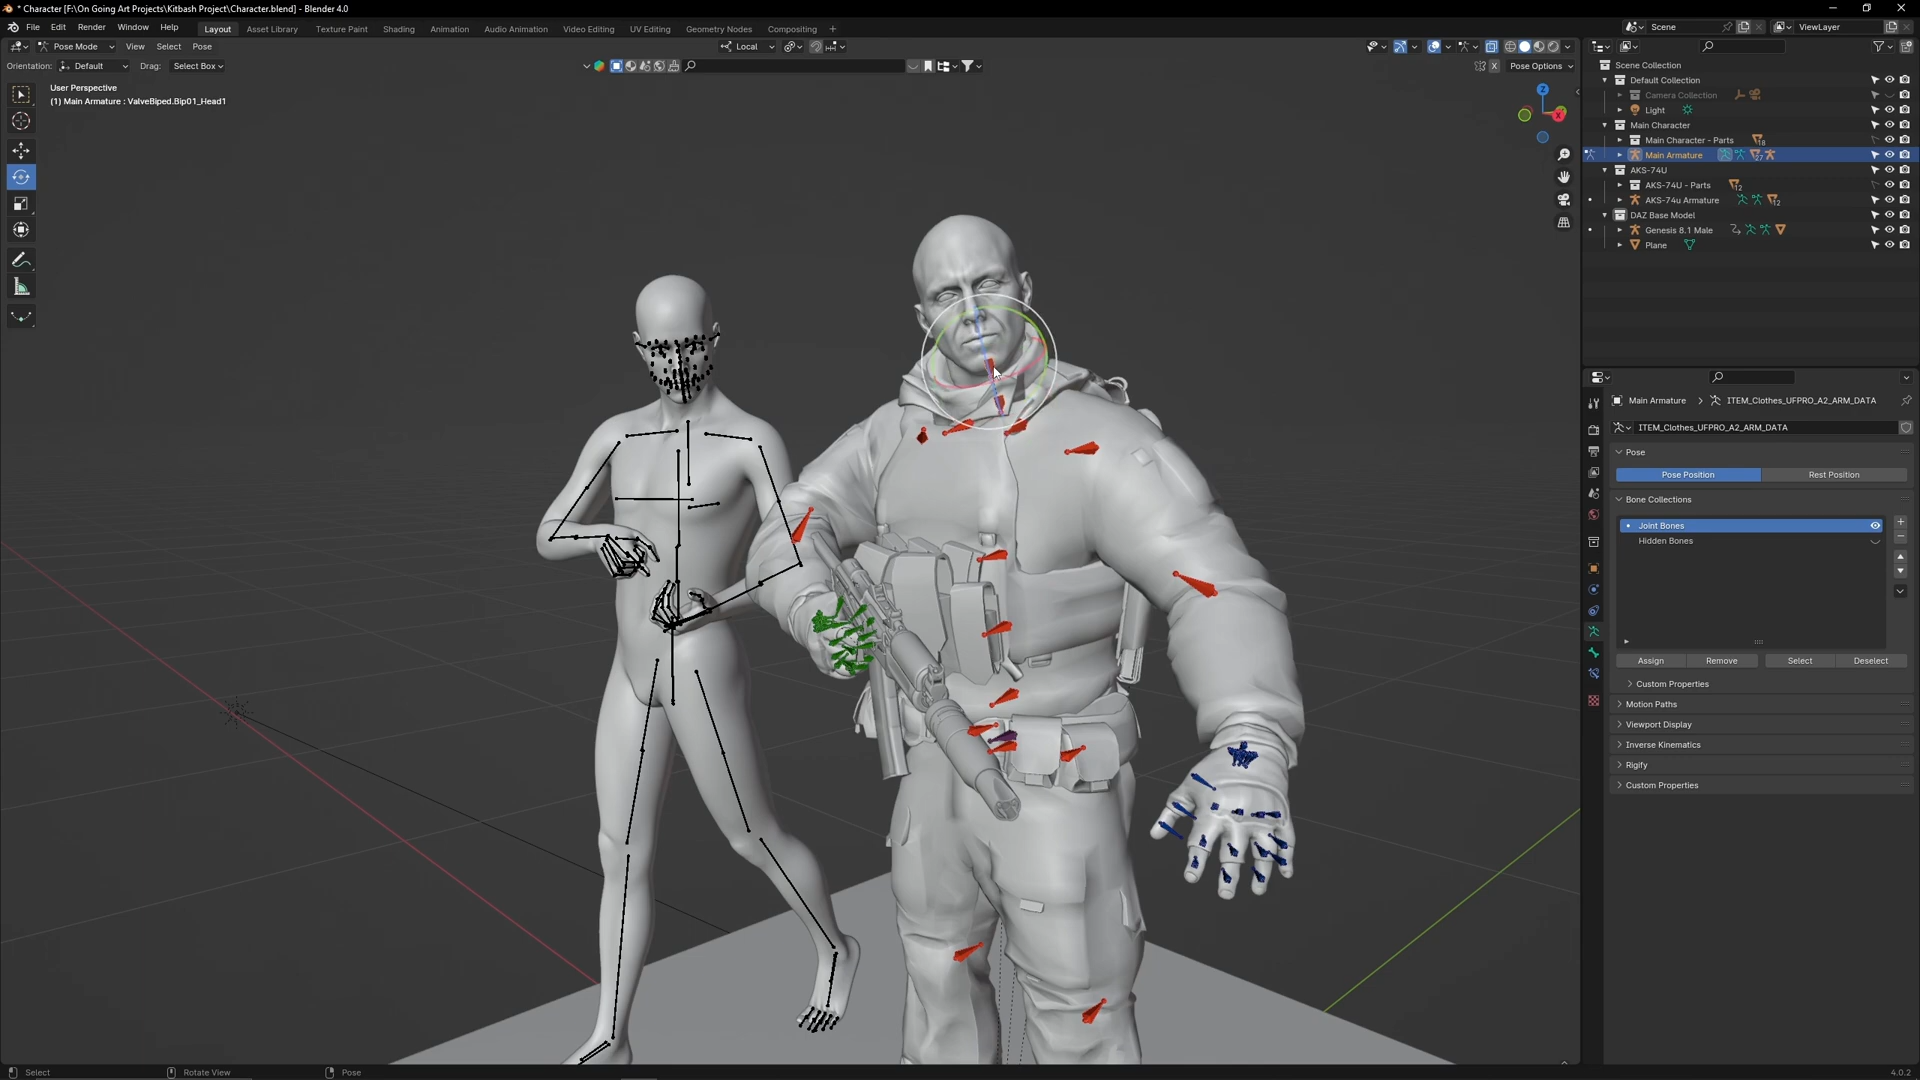 * Character [F:\On Going Art Projects\Kitbash Project\Character.blend] - Blender 4.0
File Edit Render Window Help Layout Asset Library Texture Paint Shading Animation Audio Animation Video Editing UV Editing Geometry Nodes Compositing + Scene ViewLayer
Pose Mode View Select Pose Local
Orientation: Default Drag: Select Box X Pose Options
User Perspective
(1) Main Armature : ValveBiped.Bip01_Head1
Z
X
Scene Collection
Default Collection
Camera Collection
Light
Main Character
Main Character - Parts 18
Main Armature 27
AKS-74U
AKS-74U - Parts 12
AKS-74u Armature 12
DAZ Base Model
Genesis 8.1 Male
Plane
Main Armature > ITEM_Clothes_UFPRO_A2_ARM_DATA
ITEM_Clothes_UFPRO_A2_ARM_DATA
Pose
Pose Position Rest Position
Bone Collections
Joint Bones
Hidden Bones
Assign Remove Select Deselect
Custom Properties
Motion Paths
Viewport Display
Inverse Kinematics
Rigify
Custom Properties
Select Rotate View Pose 4.0.2